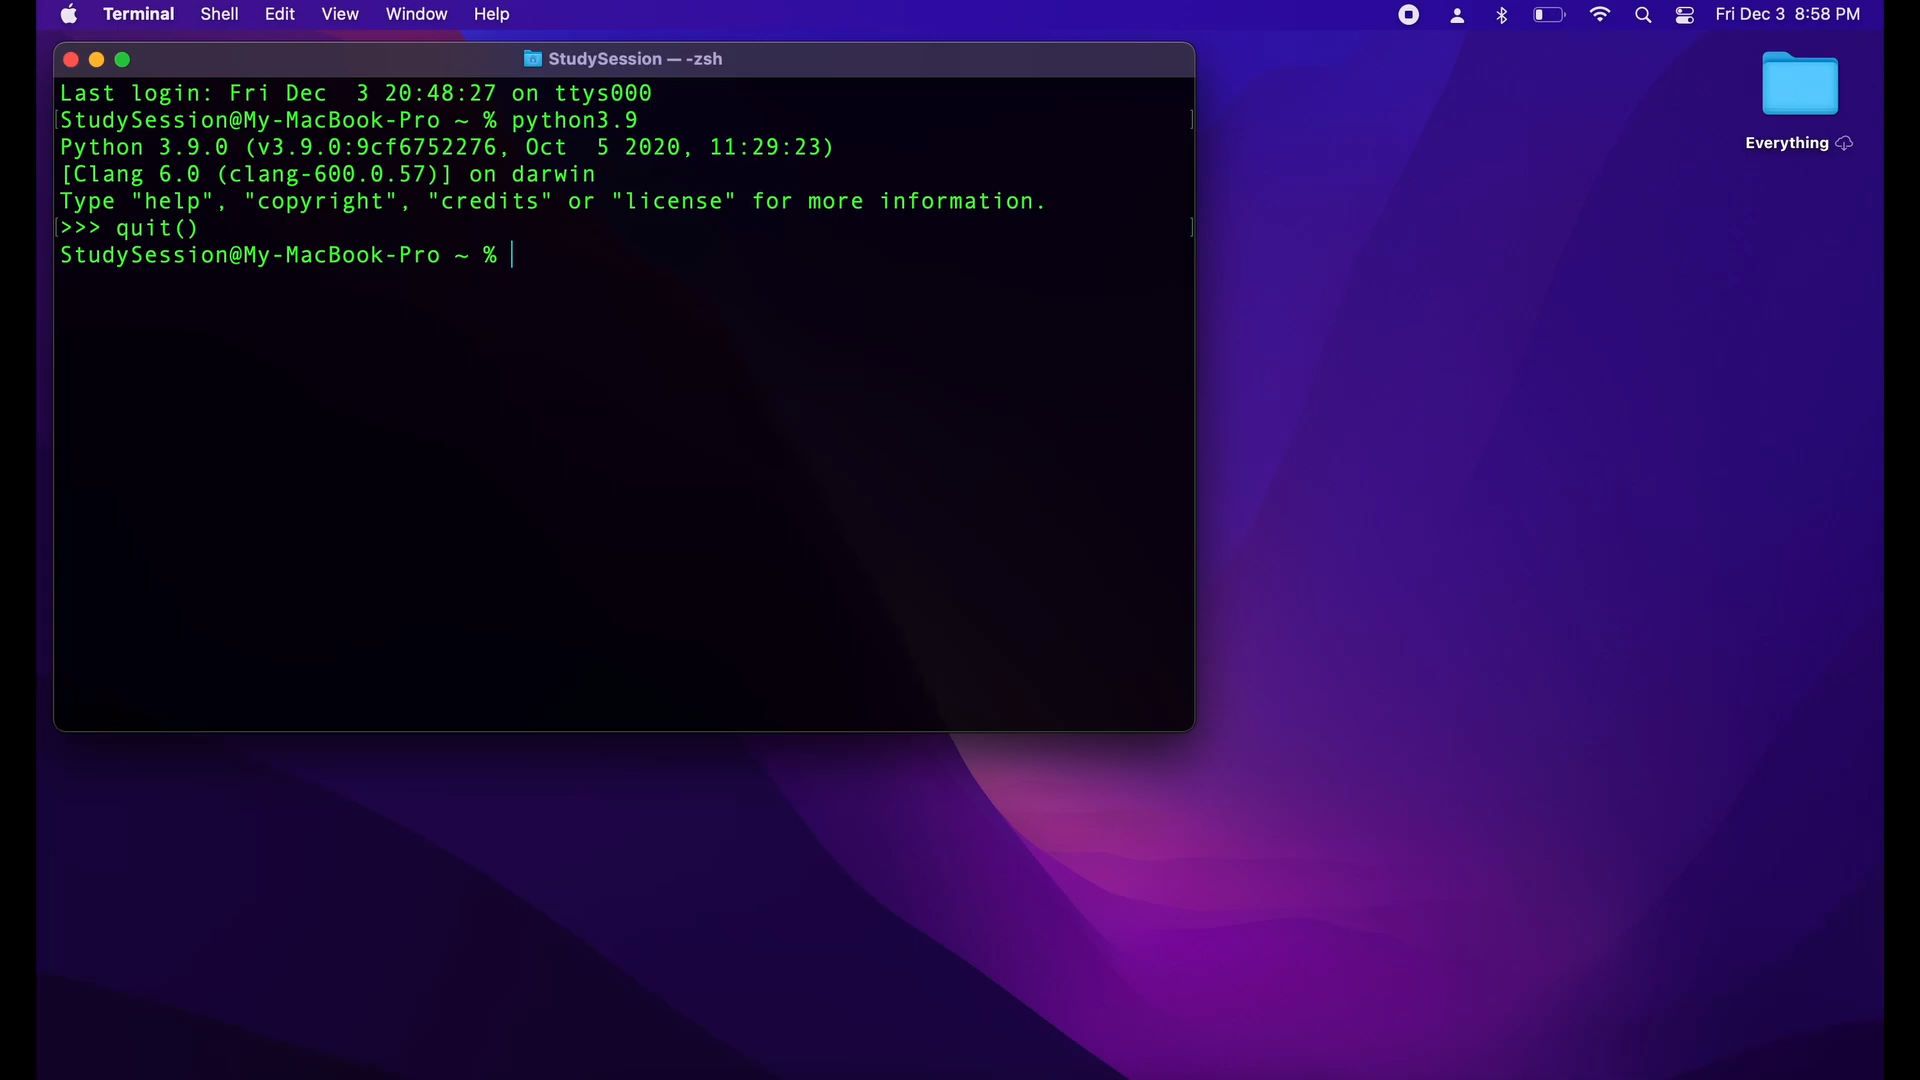 Terminal Shell Edit View Window Help Fri Dec 3 8:58 PM
StudySession — -zsh
Last login: Fri Dec  3 20:48:27 on ttys000
[StudySession@My-MacBook-Pro ~ % python3.9 ]
Python 3.9.0 (v3.9.0:9cf6752276, Oct  5 2020, 11:29:23)
[Clang 6.0 (clang-600.0.57)] on darwin
Type "help", "copyright", "credits" or "license" for more information.
[>>> quit() ]
StudySession@My-MacBook-Pro ~ %
Everything